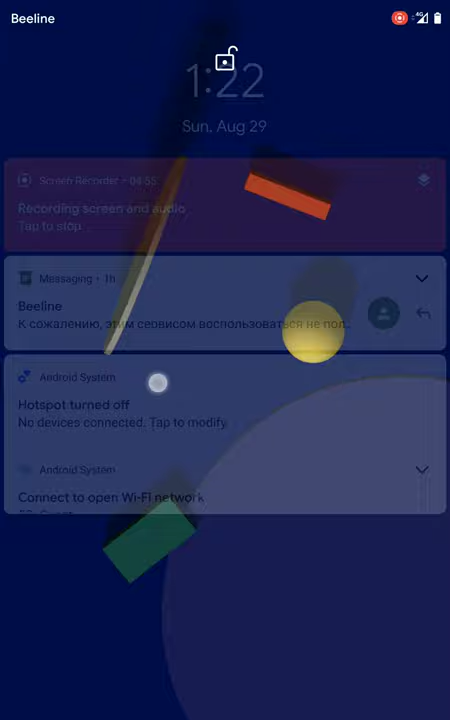 Beeline
4G
1:22
Sun, Aug 29
Screen Recorder • 04:55
Recording screen and audio
Tap to stop
Messaging • 1h
Beeline
К сожалению, этим сервисом воспользоваться не пол…
Android System
Hotspot turned off
No devices connected. Tap to modify.
Android System
Connect to open Wi-Fi network